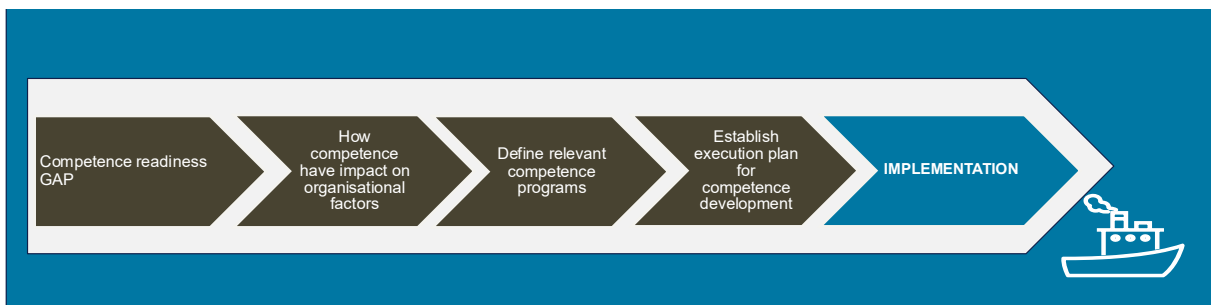 Competence readiness
GAP
How
competence
have impact on
organisational
factors
Define relevant
competence
programs
Establish
execution plan
for
competence
development
IMPLEMENTATION